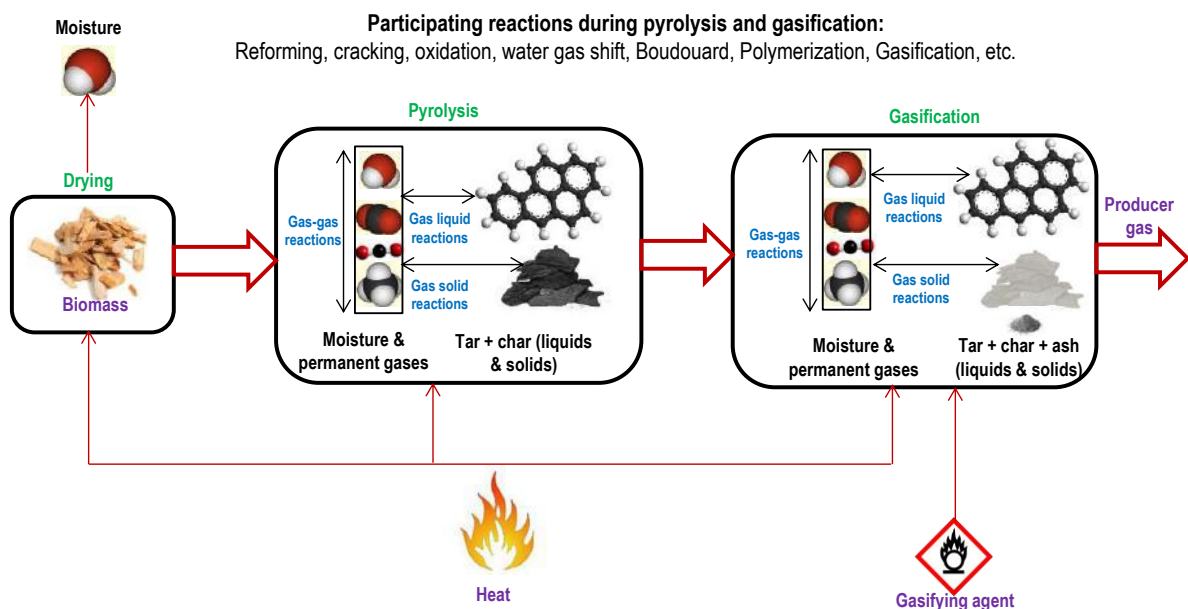 Participating reactions during pyrolysis and gasification:
Reforming, cracking, oxidation, water gas shift, Boudouard, Polymerization, Gasification, etc.
Moisture
Drying
Biomass
Pyrolysis
Gas-gas
reactions
Gas liquid
reactions
Gas solid
reactions
Moisture &
permanent gases
Tar + char (liquids
& solids)
Gasification
Gas-gas
reactions
Gas liquid
reactions
Gas solid
reactions
Moisture &
permanent gases
Tar + char + ash
(liquids & solids)
Producer
gas
Heat
Gasifying agent